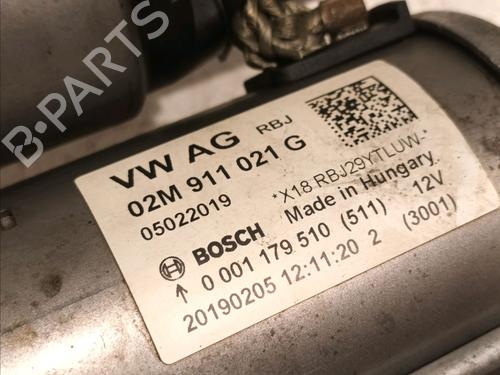 VW AG RBJ
02M 911 021 G
05022019
*X18 RBJ29YTLUW.*
Made in Hungary
BOSCH
0 001 179 510 (511) 12V
20190205 12:11:20 2 (3001)
B-PARTS